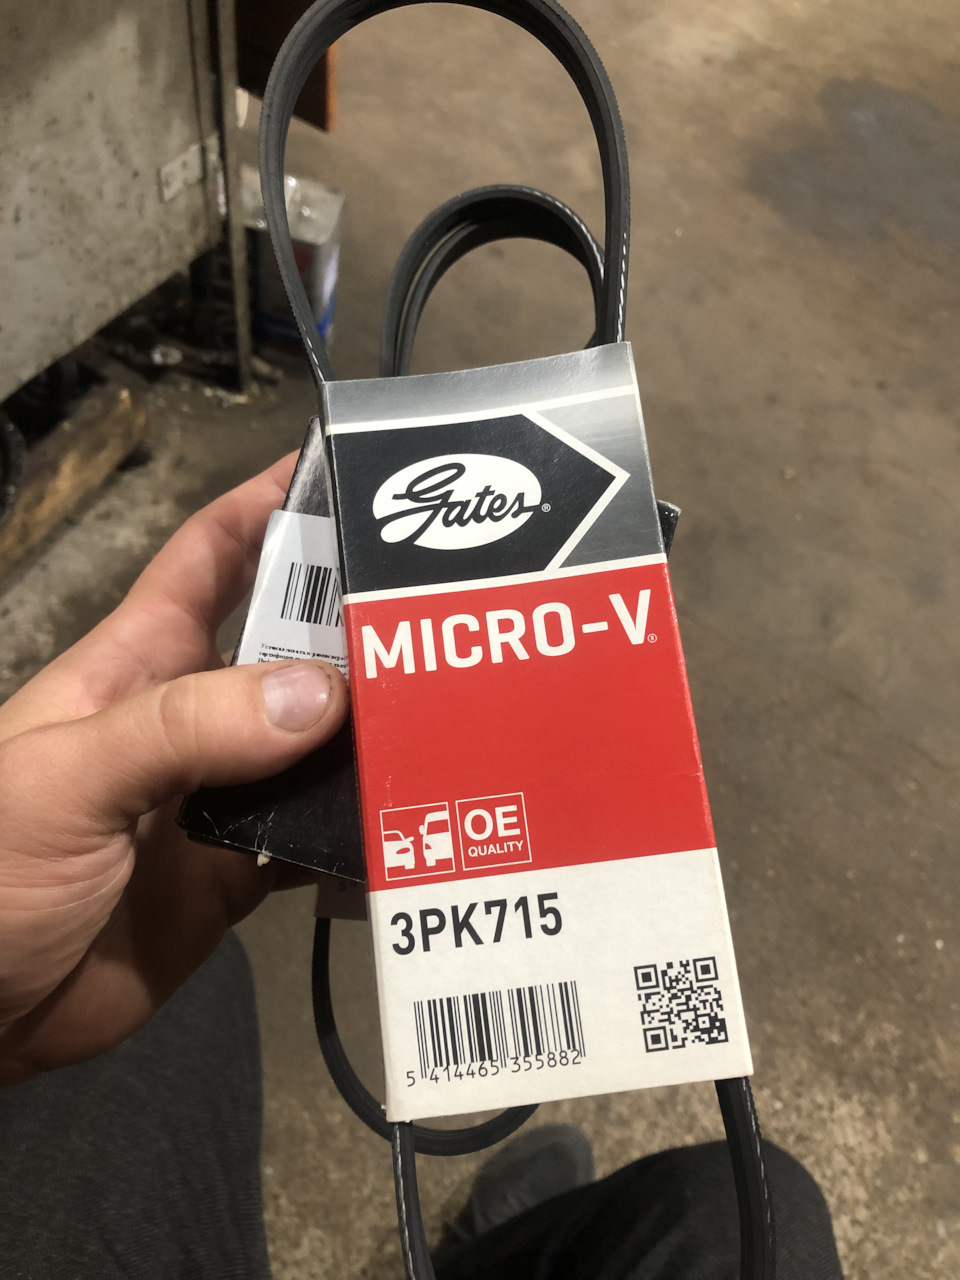 Gates®
MICRO-V®
OE
QUALITY
3PK715
5 414465 355882